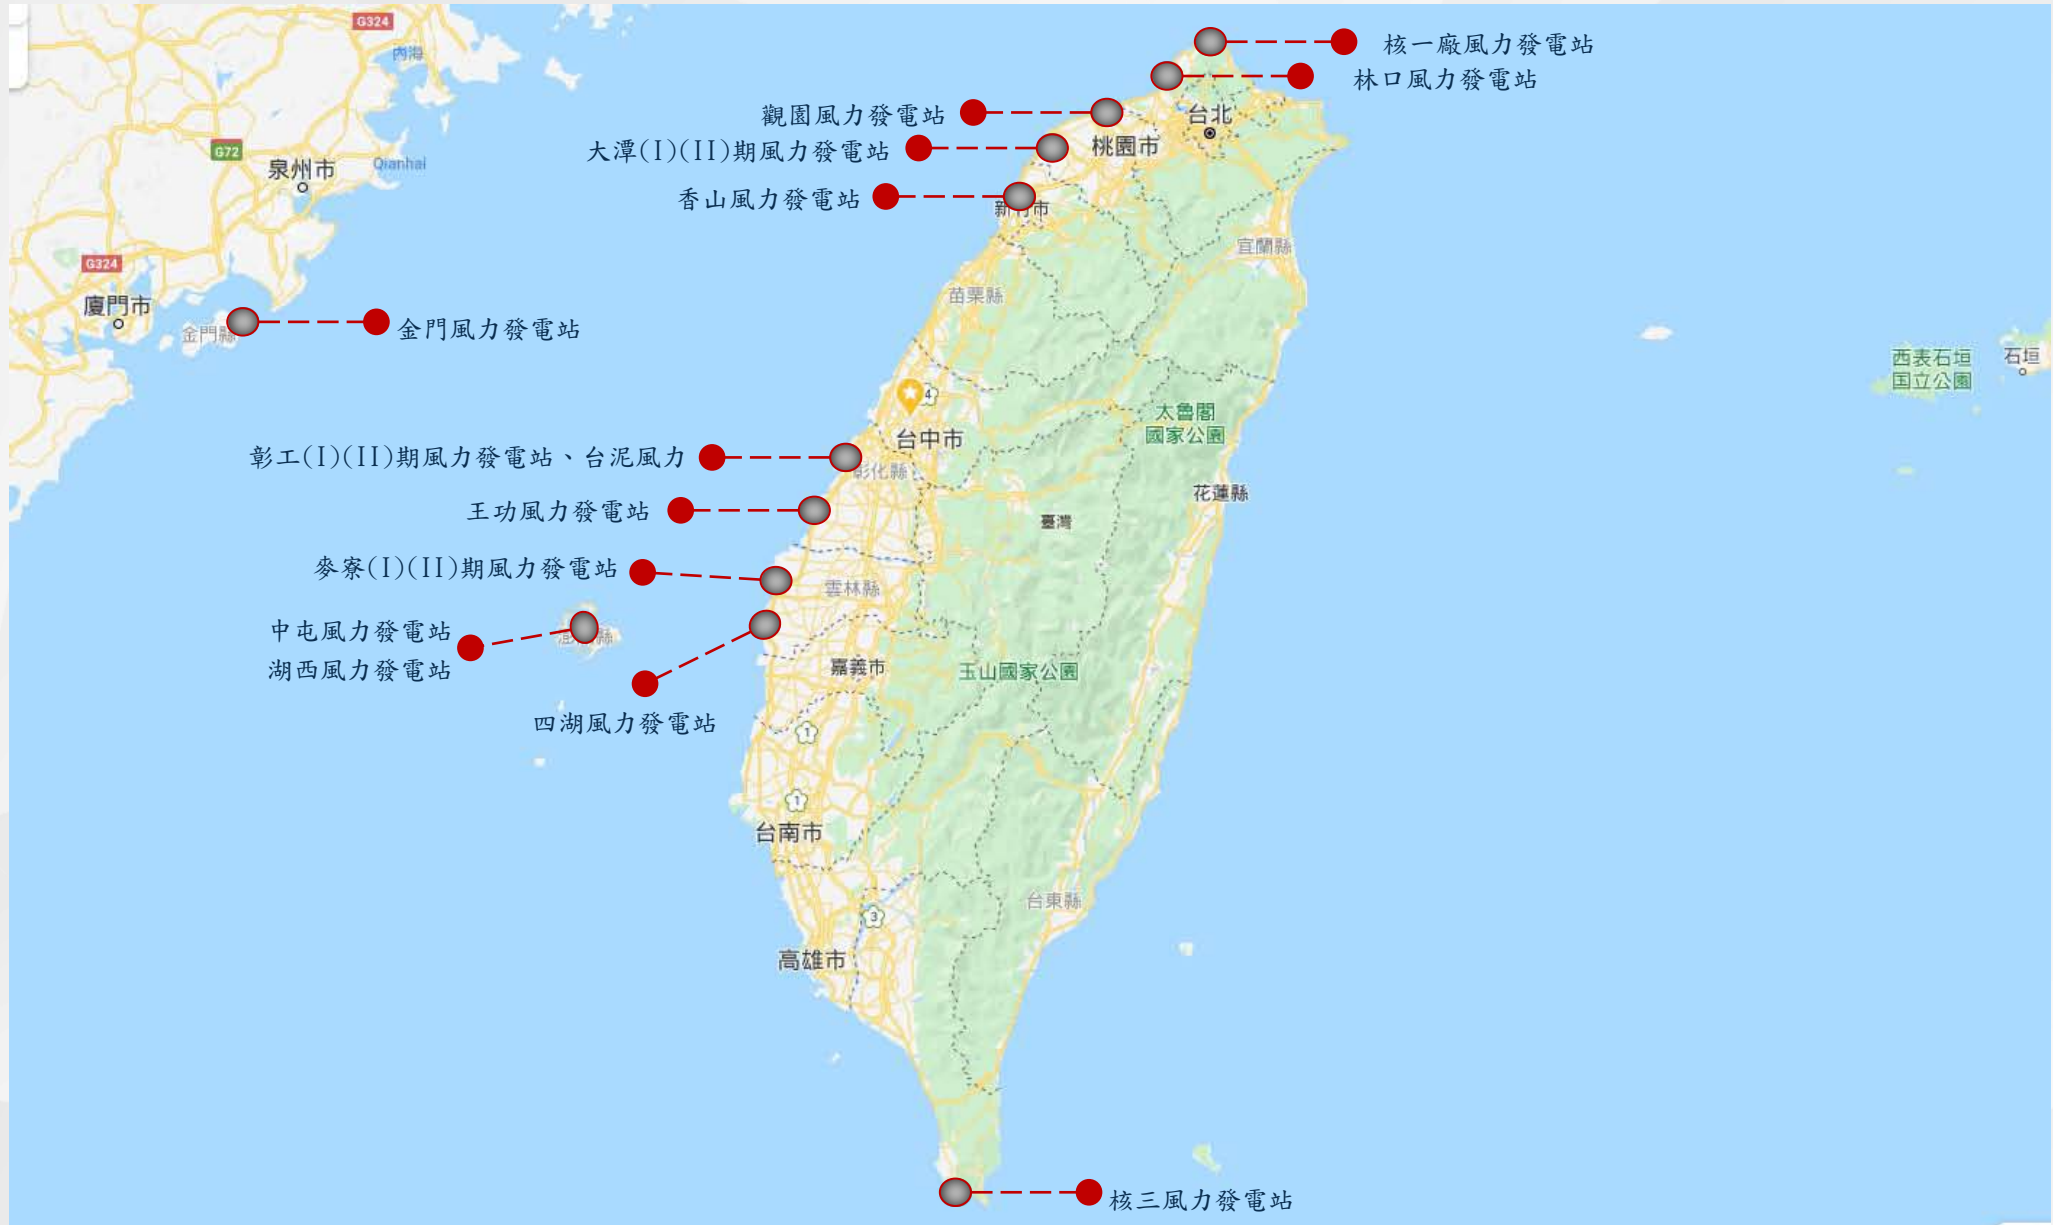 G324
內海
核一廠風力發電站
林口風力發電站
觀園風力發電站
台北
大潭(I)(II)期風力發電站
桃園市
G72
泉州市
Qianhai
香山風力發電站
新竹市
宜蘭縣
G324
苗栗縣
廈門市
金門縣
金門風力發電站
西表石垣
国立公園
石垣
4
太魯閣
國家公園
台中市
彰工(I)(II)期風力發電站、台泥風力
彰化縣
花蓮縣
王功風力發電站
臺灣
麥寮(I)(II)期風力發電站
雲林縣
中屯風力發電站
湖西風力發電站
嘉義市
玉山國家公園
四湖風力發電站
1
1
台南市
台東縣
3
高雄市
核三風力發電站